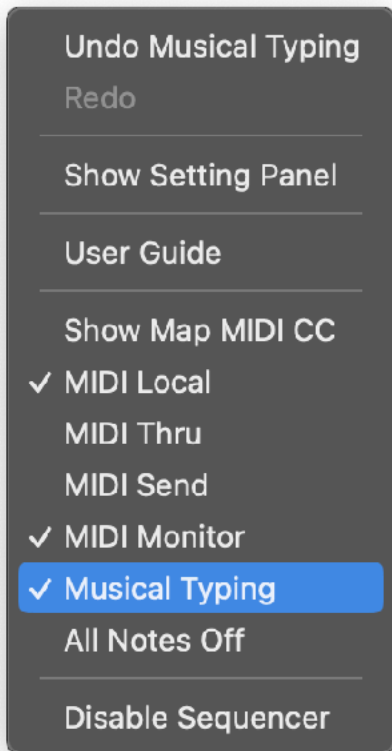 Undo Musical Typing
Redo
Show Setting Panel
User Guide
Show Map MIDI CC
✓ MIDI Local
MIDI Thru
MIDI Send
✓ MIDI Monitor
✓ Musical Typing
All Notes Off
Disable Sequencer